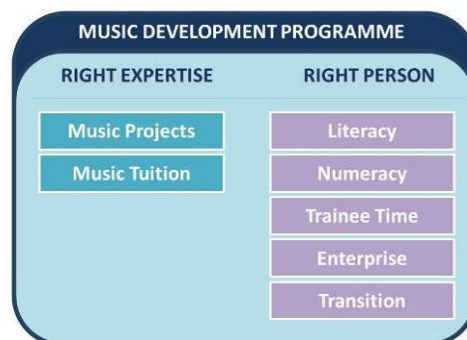 MUSIC DEVELOPMENT PROGRAMME
RIGHT EXPERTISE
Music Projects
Music Tuition
RIGHT PERSON
Literacy
Numeracy
Trainee Time
Enterprise
Transition